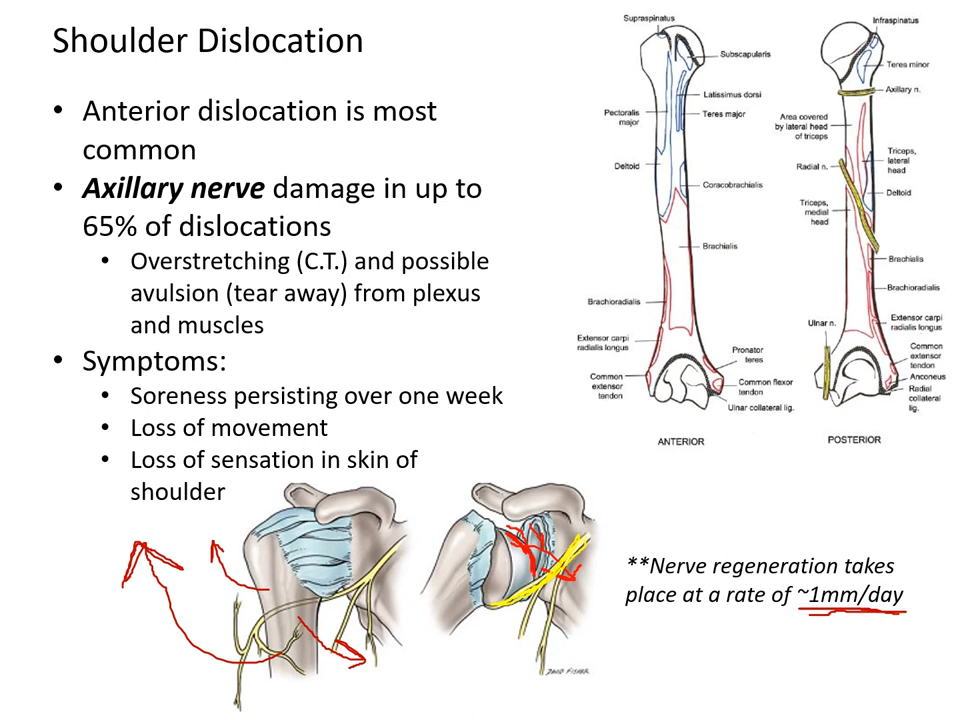 Shoulder Dislocation
• Anterior dislocation is most
common
• Axillary nerve damage in up to
65% of dislocations
• Overstretching (C.T.) and possible
avulsion (tear away) from plexus
and muscles
• Symptoms:
• Soreness persisting over one week
• Loss of movement
• Loss of sensation in skin of
shoulder
Supraspinatus
Subscapularis
Latissimus dorsi
Pectoralis
major
Teres major
Deltoid
Coracobrachialis
Brachialis
Brachioradialis
Extensor carpi
radialis longus
Pronator
teres
Common
extensor
tendon
Common flexor
tendon
Ulnar collateral lig.
ANTERIOR
Infraspinatus
Teres minor
Axillary n.
Area covered
by lateral head
of triceps
Triceps,
lateral
head
Radial n.
Deltoid
Triceps,
medial
head
Brachialis
Brachioradialis
Ulnar n.
Extensor carpi
radialis longus
Common
extensor
tendon
Anconeus
Radial
collateral
lig.
POSTERIOR
**Nerve regeneration takes
place at a rate of ~1mm/day
DAVID FISHER